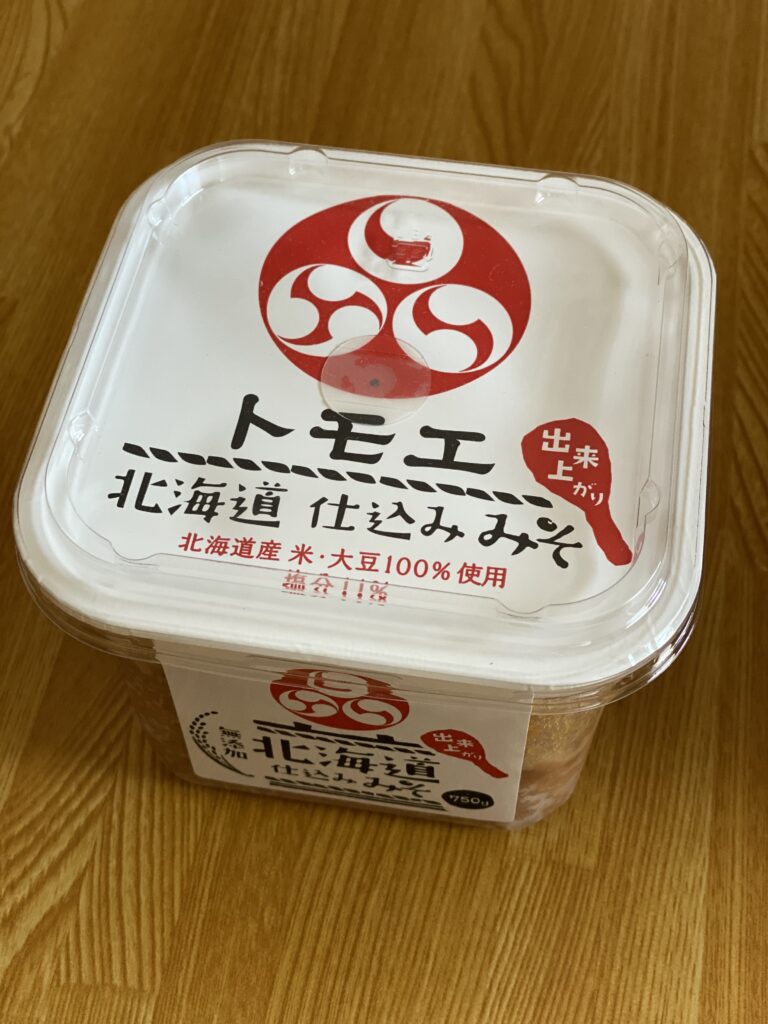 トモエ
北海道 仕込みみそ
出来
上がり
北海道産 米・大豆100%使用
塩分11%
無添加
北海道
仕込みみそ
出来
上がり
750g